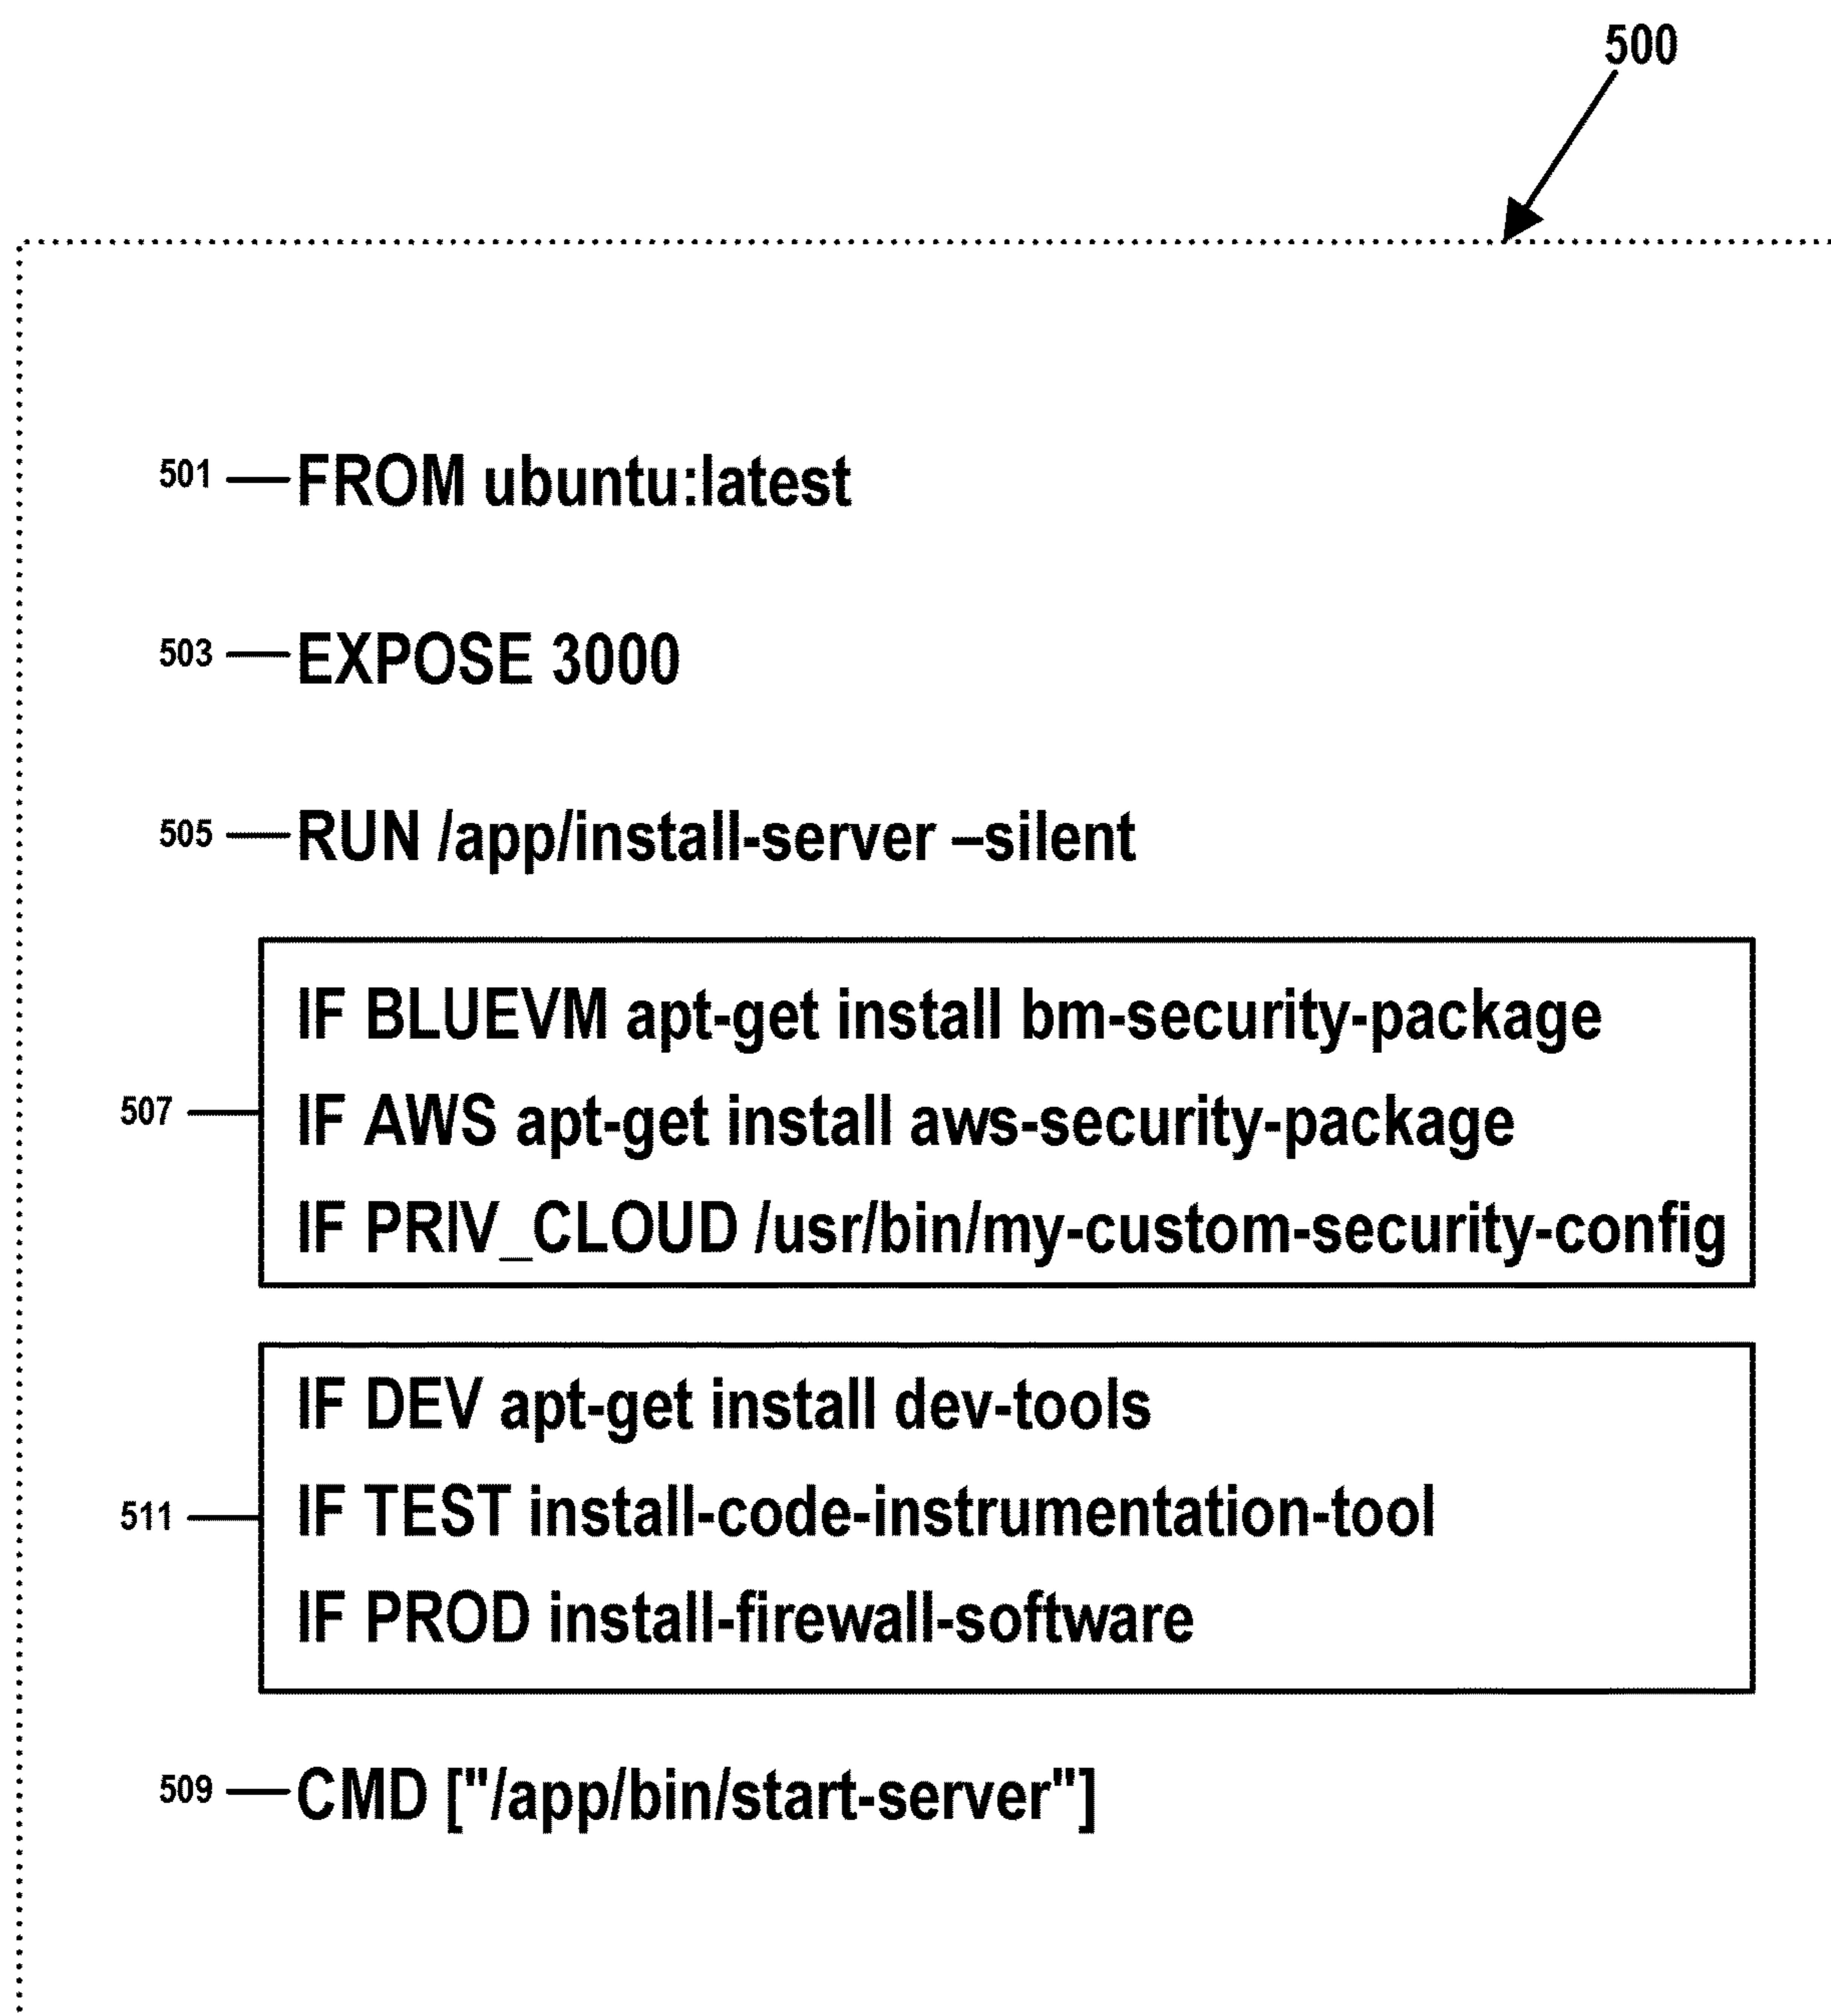 500
501 FROM ubuntu:latest
503 EXPOSE 3000
505 RUN /app/install-server –silent
IF BLUEVM apt-get install bm-security-package
507 IF AWS apt-get install aws-security-package
IF PRIV_CLOUD /usr/bin/my-custom-security-config
IF DEV apt-get install dev-tools
511 IF TEST install-code-instrumentation-tool
IF PROD install-firewall-software
509 CMD ["/app/bin/start-server"]